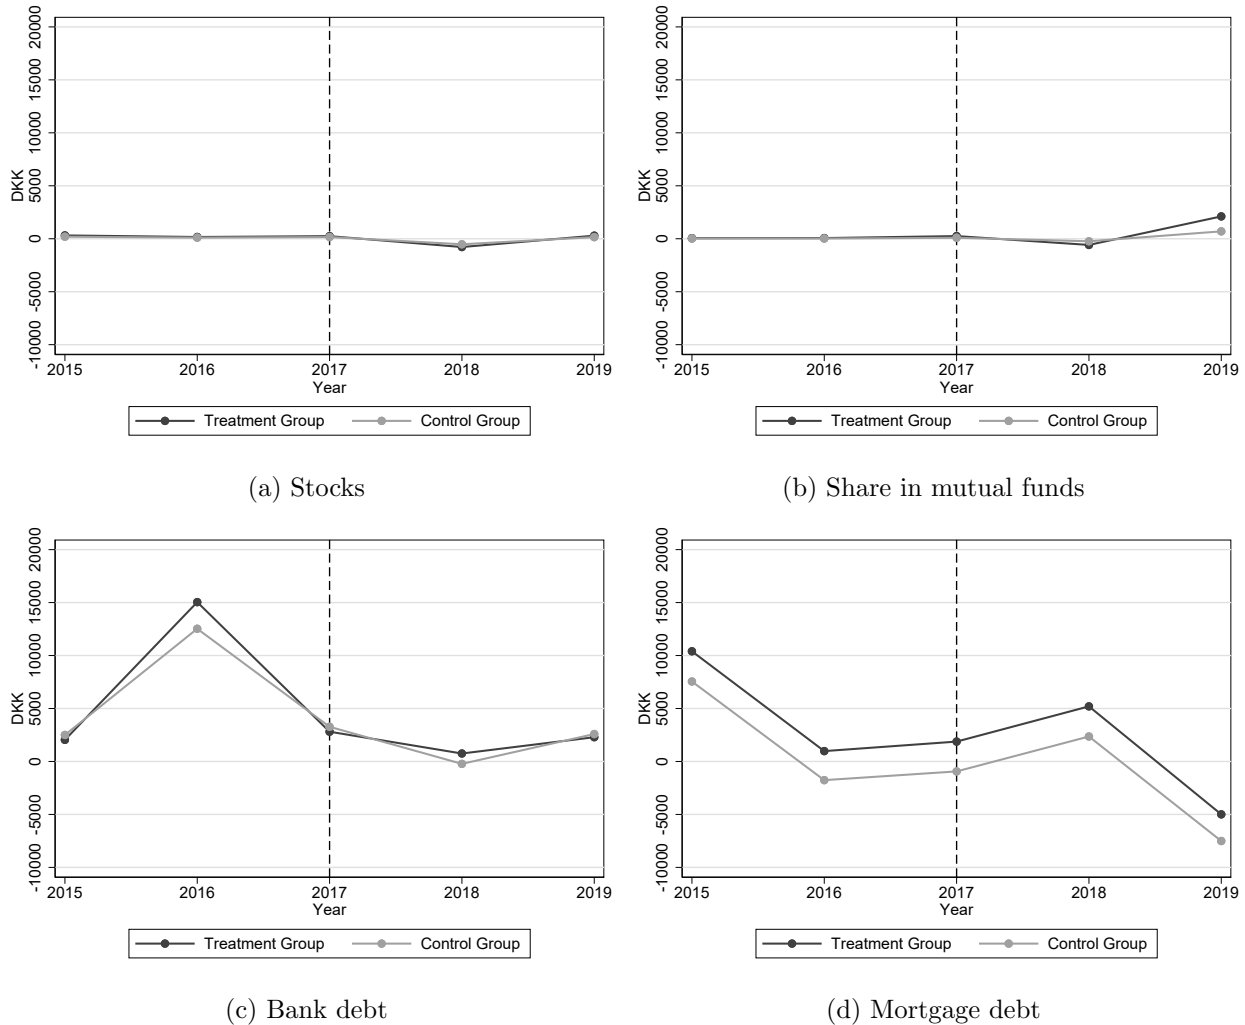 20000
15000
10000
5000
0
-5000
-10000
DKK
2015 2016 2017 2018 2019
Year
Treatment Group Control Group
(a) Stocks
20000
15000
10000
5000
0
-5000
-10000
DKK
2015 2016 2017 2018 2019
Year
Treatment Group Control Group
(b) Share in mutual funds
20000
15000
10000
5000
0
-5000
-10000
DKK
2015 2016 2017 2018 2019
Year
Treatment Group Control Group
(c) Bank debt
20000
15000
10000
5000
0
-5000
-10000
DKK
2015 2016 2017 2018 2019
Year
Treatment Group Control Group
(d) Mortgage debt